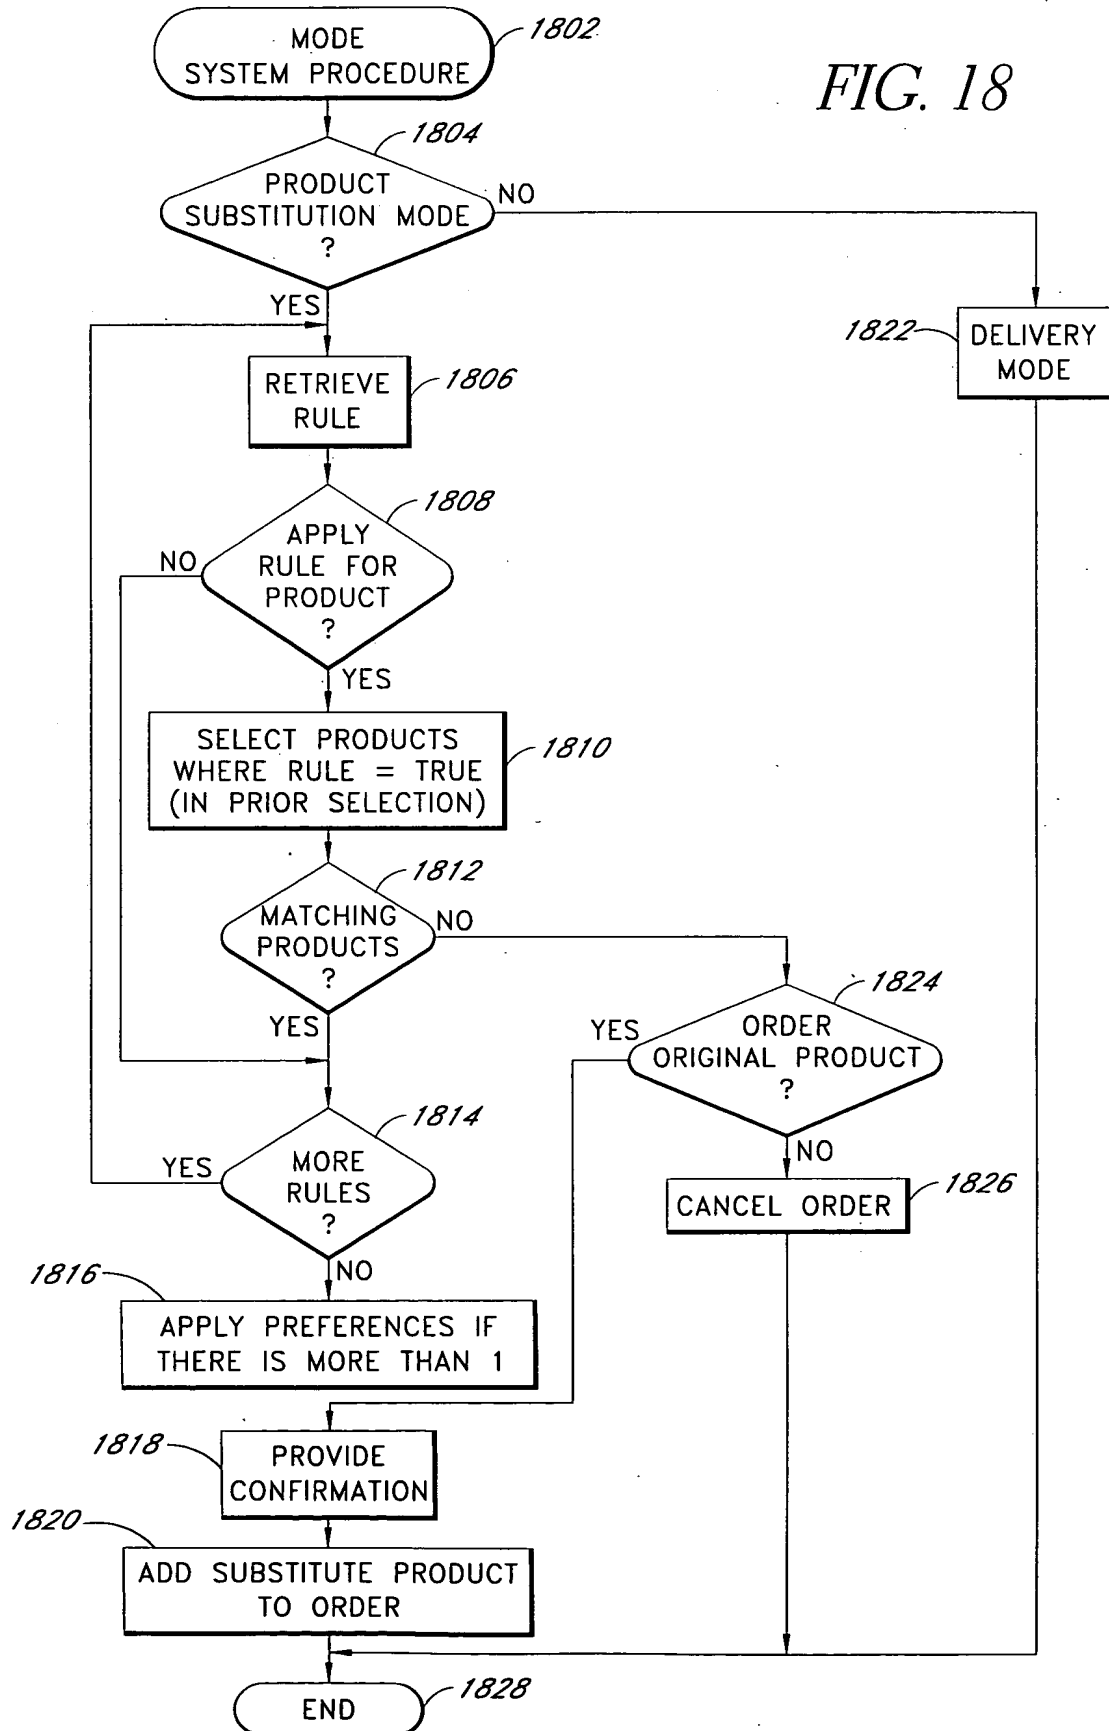 MODE
SYSTEM PROCEDURE
1802
FIG. 18
1804
PRODUCT
SUBSTITUTION MODE
?
NO
YES
1822
DELIVERY
MODE
RETRIEVE
RULE
1806
1808
APPLY
RULE FOR
PRODUCT
?
NO
YES
SELECT PRODUCTS
WHERE RULE = TRUE
(IN PRIOR SELECTION)
1810
1812
MATCHING
PRODUCTS
?
NO
YES
1824
ORDER
ORIGINAL PRODUCT
?
YES
NO
1814
MORE
RULES
?
YES
NO
CANCEL ORDER
1826
1816
APPLY PREFERENCES IF
THERE IS MORE THAN 1
1818
PROVIDE
CONFIRMATION
1820
ADD SUBSTITUTE PRODUCT
TO ORDER
END
1828